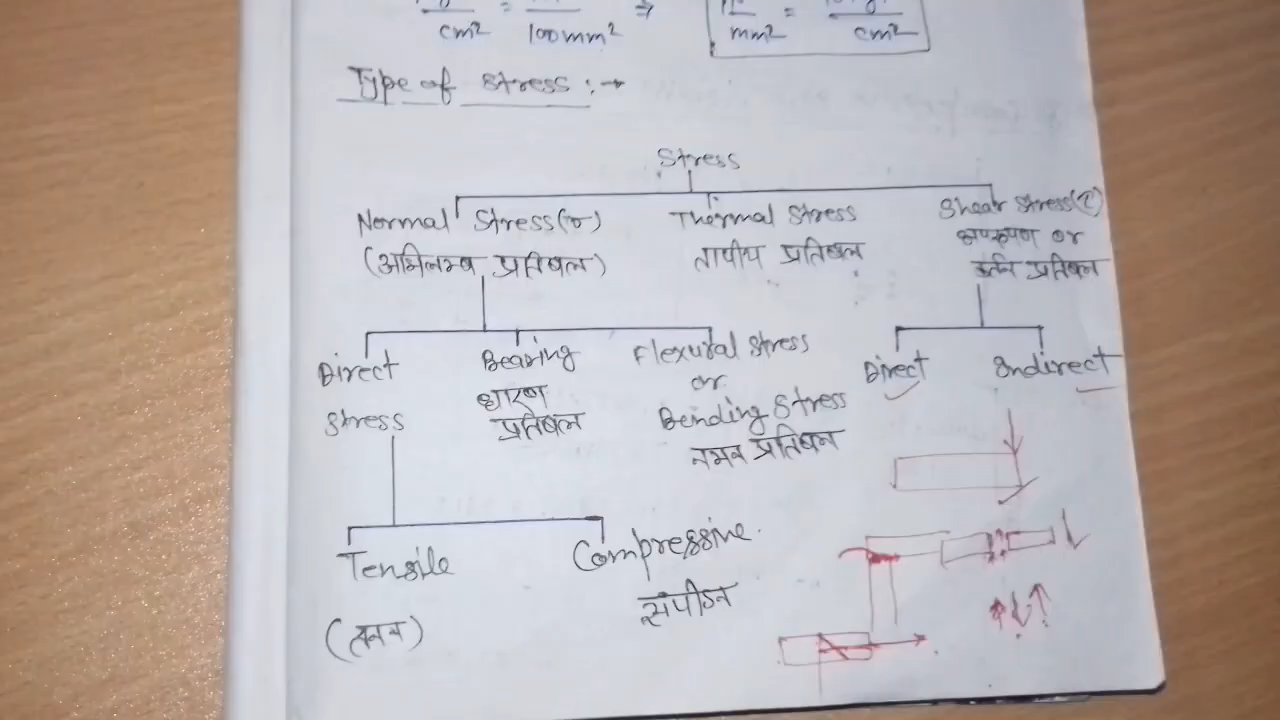 cm² = 100mm² ⇒ mm² = cm²
Type of stress :→
Stress
Normal Stress(σ)
(अभिलम्ब प्रतिबल)
Thermal Stress
तापीय प्रतिबल
Shear Stress(τ)
अपरूपण or
कर्तन प्रतिबल
Direct
Stress
Bearing
धारण
प्रतिबल
Flexural Stress
or
Bending Stress
नमन प्रतिबल
Direct
Indirect
Tensile
(तनन)
Compressive.
संपीडन